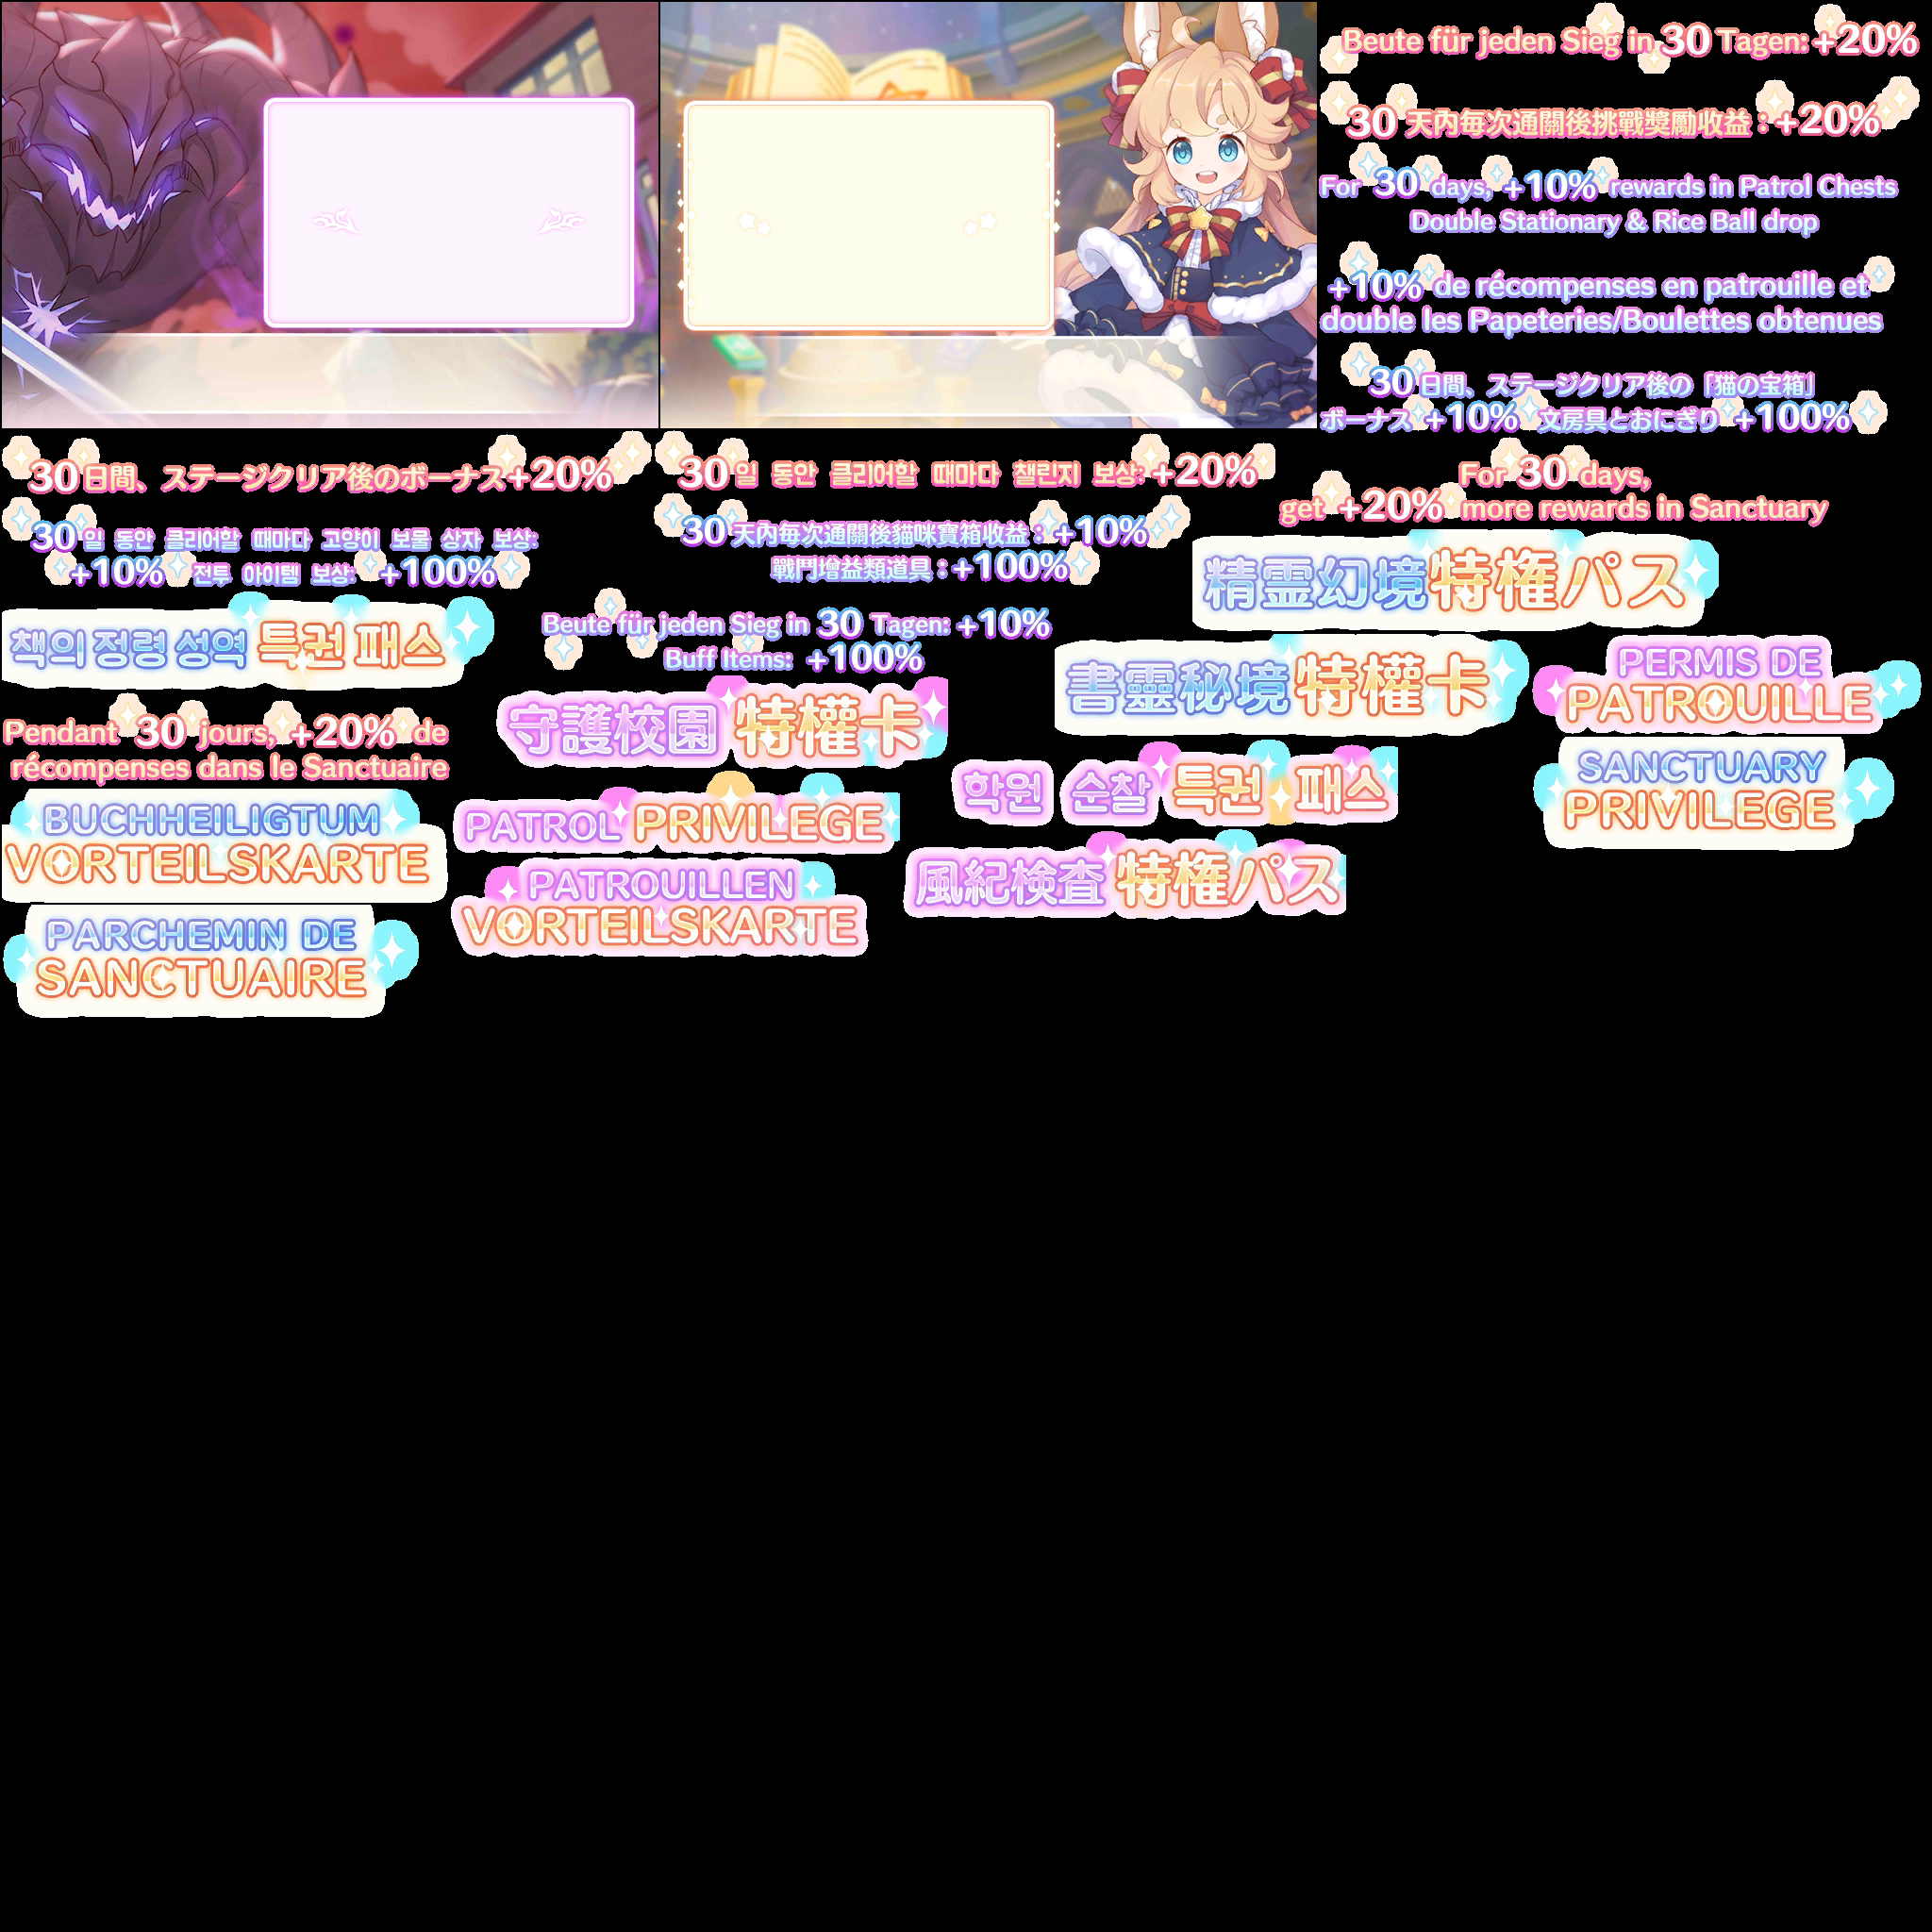 Beute für jeden Sieg in 30 Tagen: +20%
30 天內每次通關後挑戰獎勵收益：+20%
For 30 days, +10% rewards in Patrol Chests
Double Stationary & Rice Ball drop
+10% de récompenses en patrouille et
double les Papeteries/Boulettes obtenues
30日間、ステージクリア後の「猫の宝箱」
ボーナス+10% 文房具とおにぎり +100%
30日間、ステージクリア後のボーナス+20%
30일 동안 클리어할 때마다 챌린지 보상: +20%
For 30 days,
get +20% more rewards in Sanctuary
30일 동안 클리어할 때마다 고양이 보물 상자 보상:
+10% 전투 아이템 보상: +100%
30天內每次通關後貓咪寶箱收益：+10%
戰鬥增益類道具：+100%
精霊幻境特権パス
책의 정령 성역 특권 패스
Beute für jeden Sieg in 30 Tagen: +10%
Buff Items: +100%
書靈秘境特權卡
PERMIS DE
PATROUILLE
Pendant 30 jours, +20% de
récompenses dans le Sanctuaire
守護校園 特權卡
학원 순찰 특권 패스
SANCTUARY
PRIVILEGE
BUCHHEILIGTUM
VORTEILSKARTE
PATROL PRIVILEGE
PATROUILLEN
VORTEILSKARTE
風紀検査 特権パス
PARCHEMIN DE
SANCTUAIRE